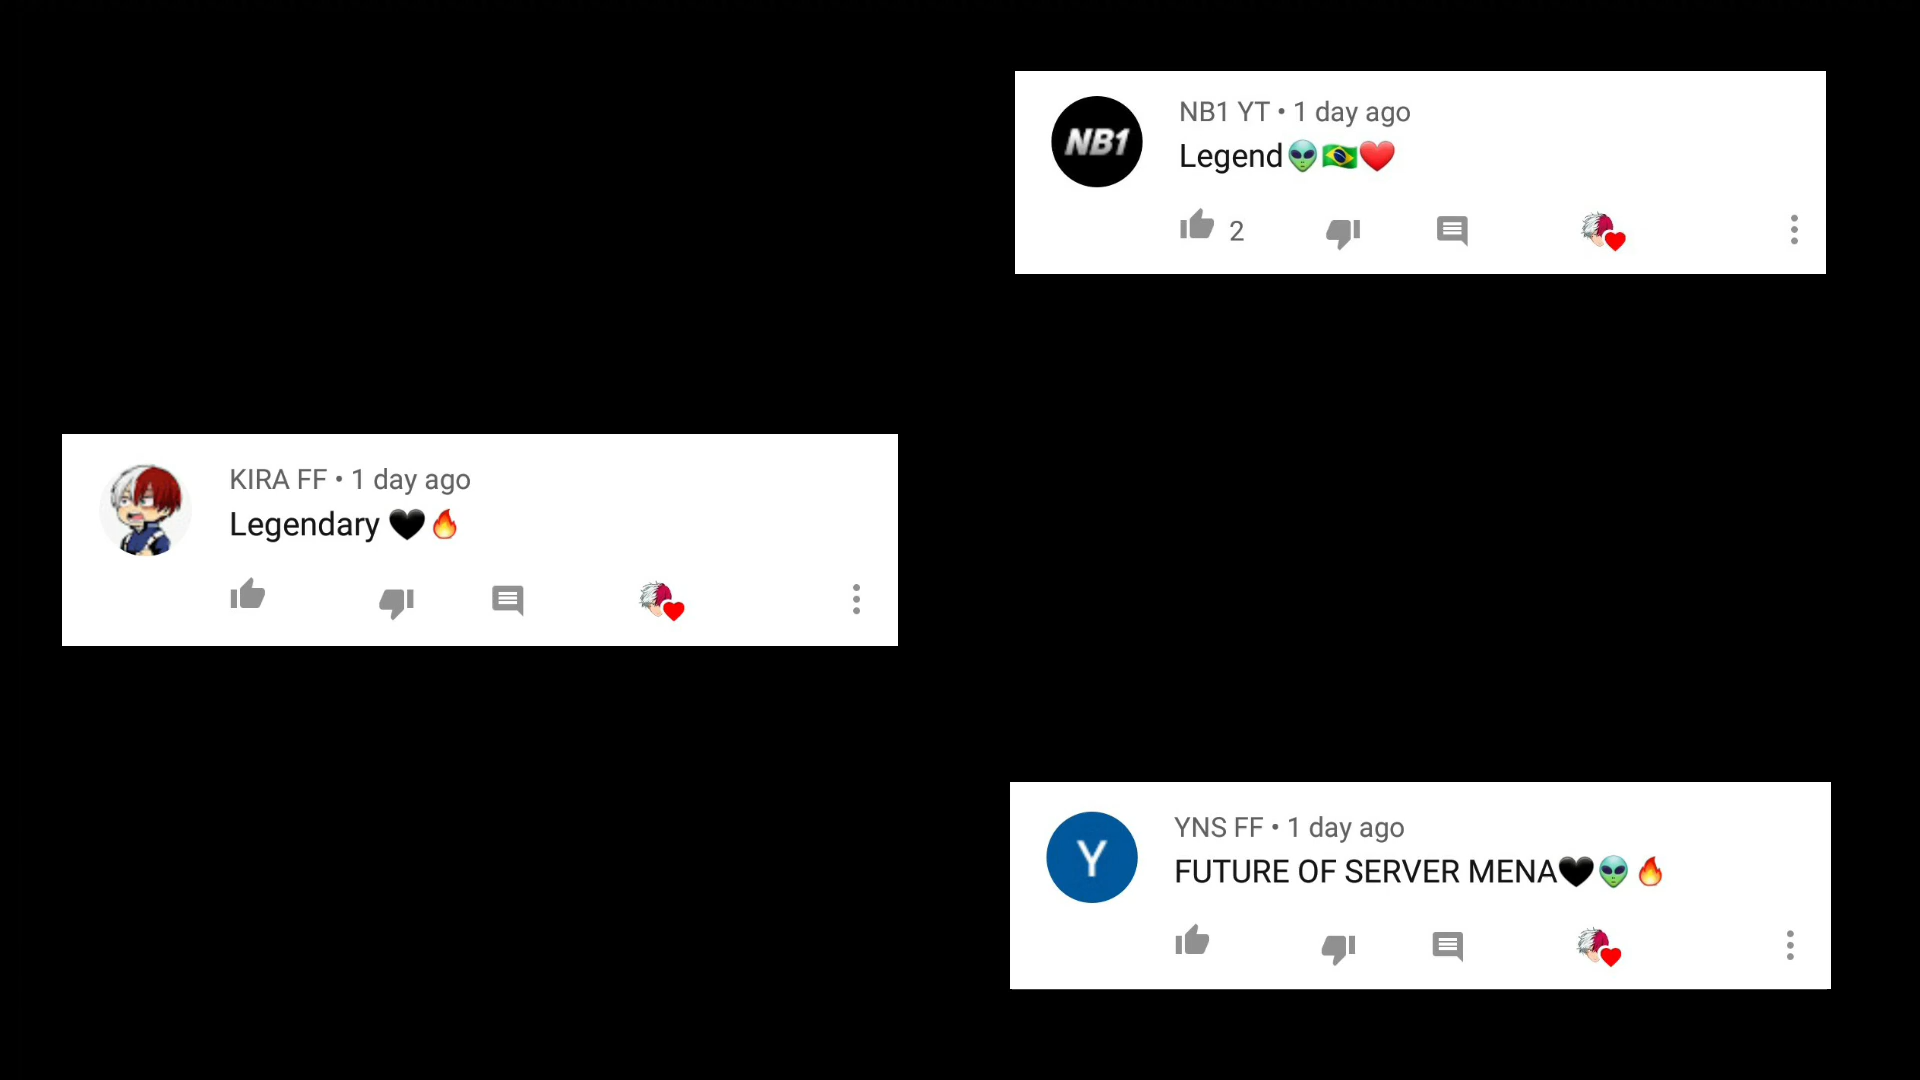 NB1
NB1 YT • 1 day ago
Legend👽🇧🇷❤️
2
KIRA FF • 1 day ago
Legendary 🖤🔥
Y
YNS FF • 1 day ago
FUTURE OF SERVER MENA🖤👽🔥